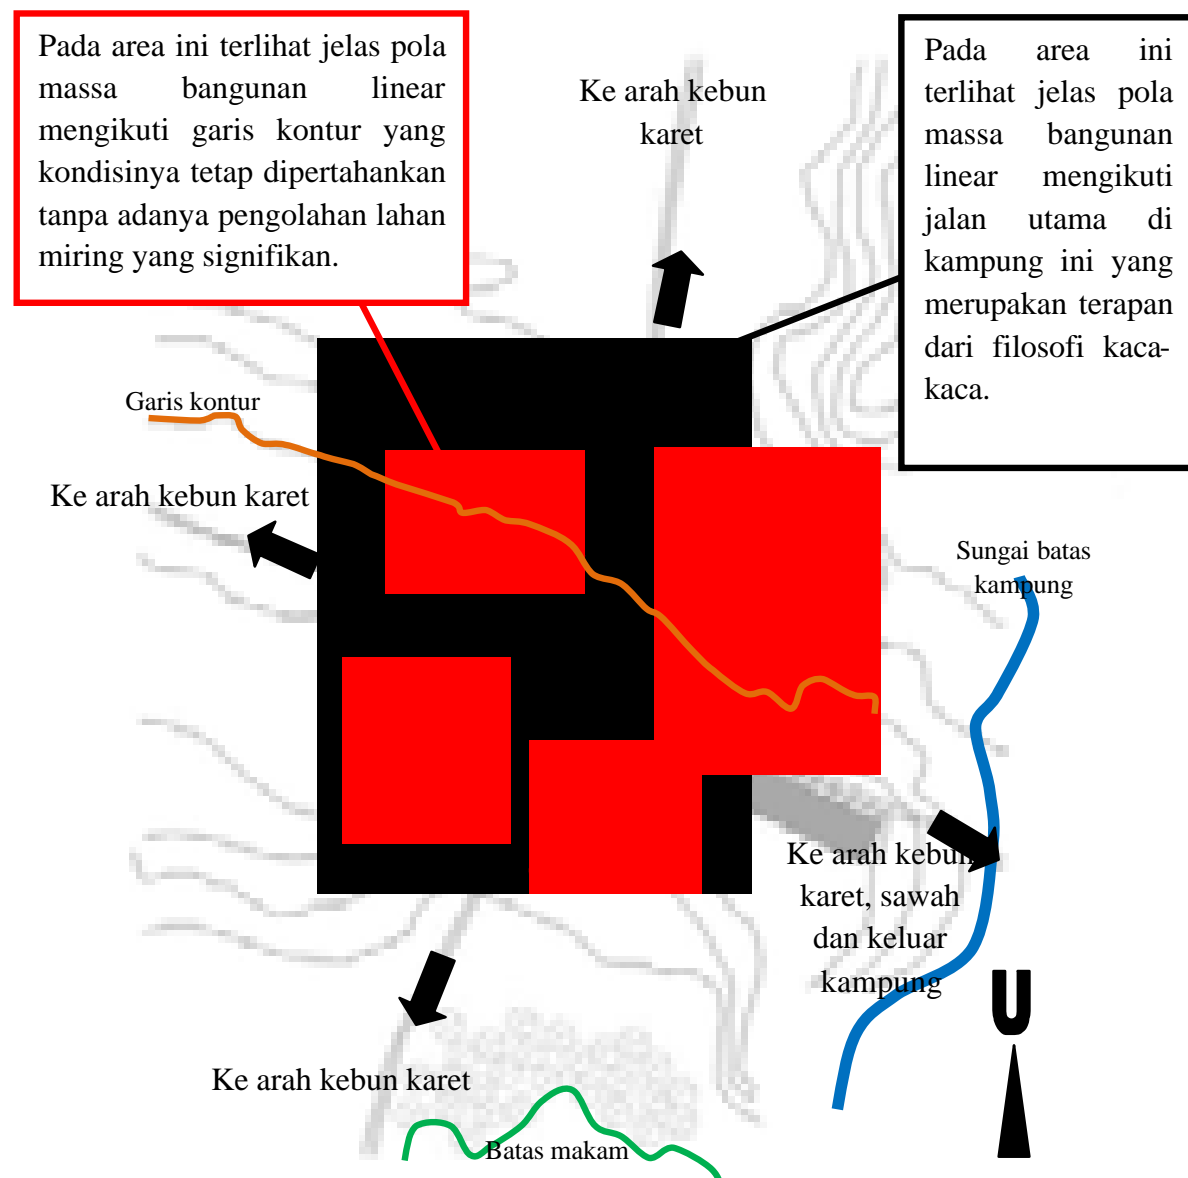 Pada area ini terlihat jelas pola
massa bangunan linear
mengikuti garis kontur yang
kondisinya tetap dipertahankan
tanpa adanya pengolahan lahan
miring yang signifikan.
Ke arah kebun
karet
Pada area ini
terlihat jelas pola
massa bangunan
linear mengikuti
jalan utama di
kampung ini yang
merupakan terapan
dari filosofi kaca-
kaca.
Garis kontur
Ke arah kebun karet
Sungai batas
kampung
Ke arah kebun
karet, sawah
dan keluar
kampung
U
Ke arah kebun karet
Batas makam